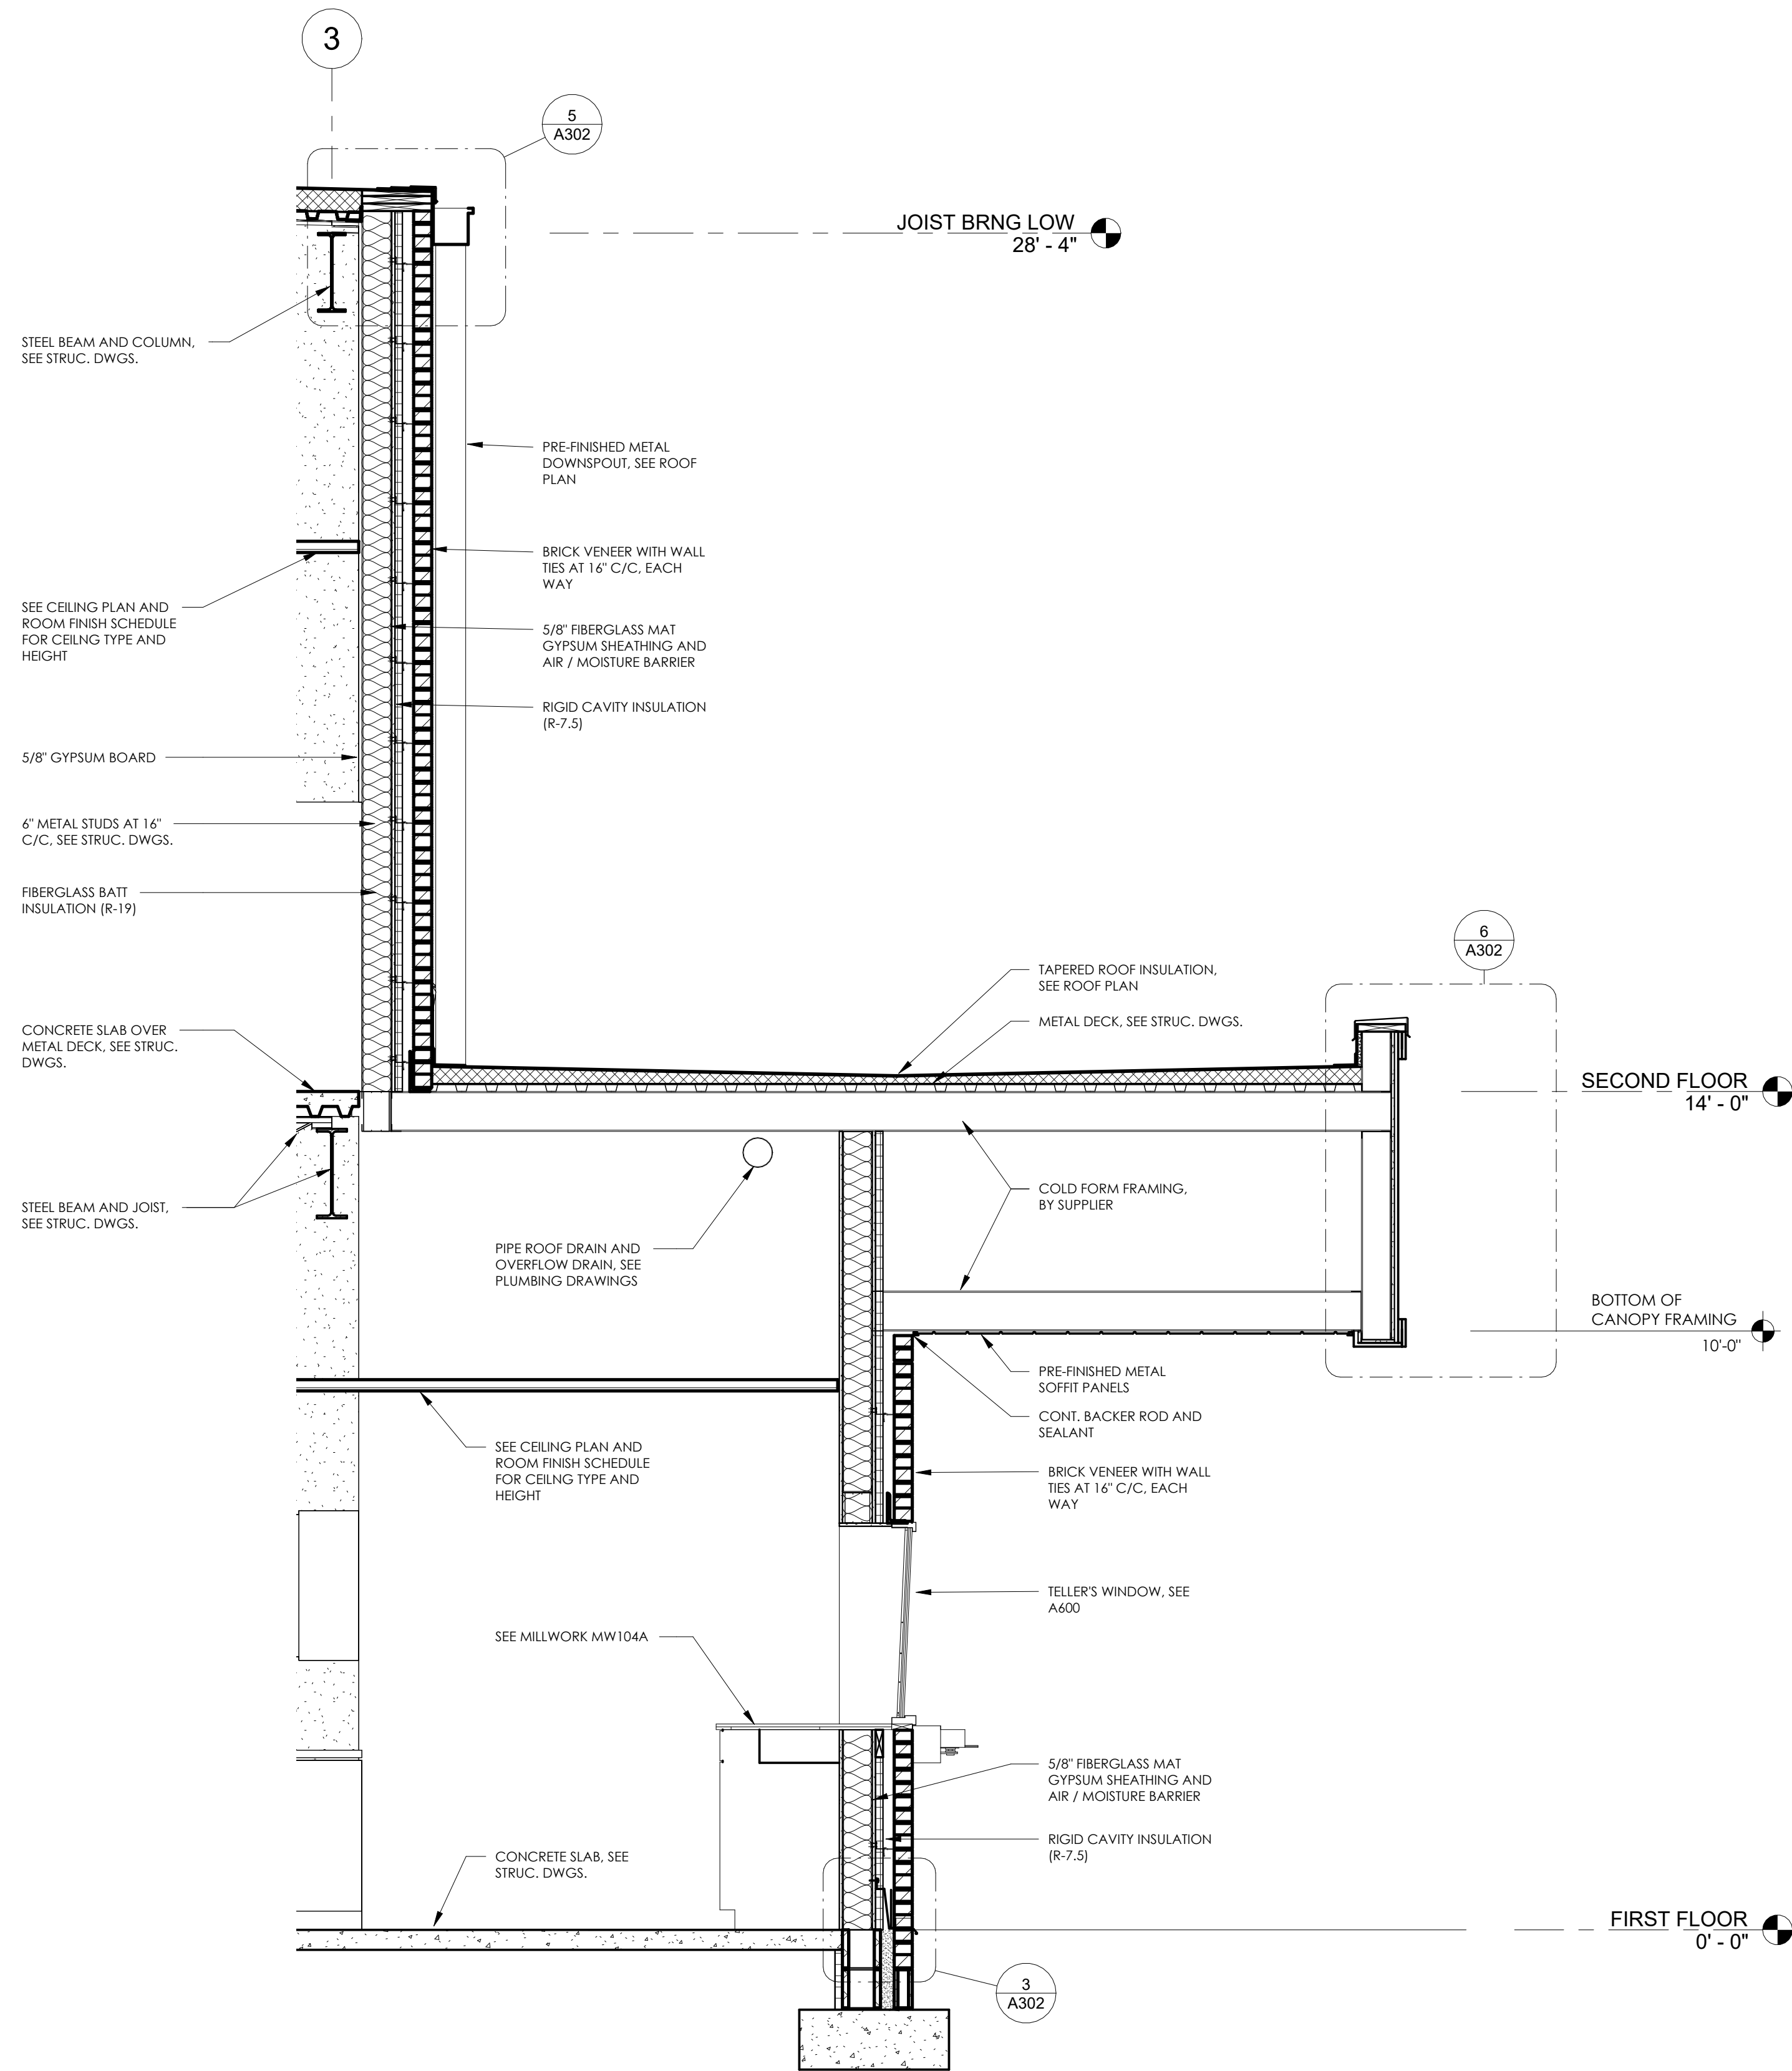 3
5
A302
JOIST BRNG LOW
28' - 4"
STEEL BEAM AND COLUMN,
SEE STRUC. DWGS.
PRE-FINISHED METAL
DOWNSPOUT, SEE ROOF
PLAN
BRICK VENEER WITH WALL
TIES AT 16" C/C, EACH
WAY
SEE CEILING PLAN AND
ROOM FINISH SCHEDULE
FOR CEILNG TYPE AND
HEIGHT
5/8" FIBERGLASS MAT
GYPSUM SHEATHING AND
AIR / MOISTURE BARRIER
RIGID CAVITY INSULATION
(R-7.5)
5/8" GYPSUM BOARD
6" METAL STUDS AT 16"
C/C, SEE STRUC. DWGS.
FIBERGLASS BATT
INSULATION (R-19)
6
A302
TAPERED ROOF INSULATION,
SEE ROOF PLAN
METAL DECK, SEE STRUC. DWGS.
CONCRETE SLAB OVER
METAL DECK, SEE STRUC.
DWGS.
SECOND FLOOR
14' - 0"
STEEL BEAM AND JOIST,
SEE STRUC. DWGS.
COLD FORM FRAMING,
BY SUPPLIER
PIPE ROOF DRAIN AND
OVERFLOW DRAIN, SEE
PLUMBING DRAWINGS
BOTTOM OF
CANOPY FRAMING
10'-0"
PRE-FINISHED METAL
SOFFIT PANELS
CONT. BACKER ROD AND
SEALANT
SEE CEILING PLAN AND
ROOM FINISH SCHEDULE
FOR CEILNG TYPE AND
HEIGHT
BRICK VENEER WITH WALL
TIES AT 16" C/C, EACH
WAY
TELLER'S WINDOW, SEE
A600
SEE MILLWORK MW104A
5/8" FIBERGLASS MAT
GYPSUM SHEATHING AND
AIR / MOISTURE BARRIER
RIGID CAVITY INSULATION
(R-7.5)
CONCRETE SLAB, SEE
STRUC. DWGS.
FIRST FLOOR
0' - 0"
3
A302